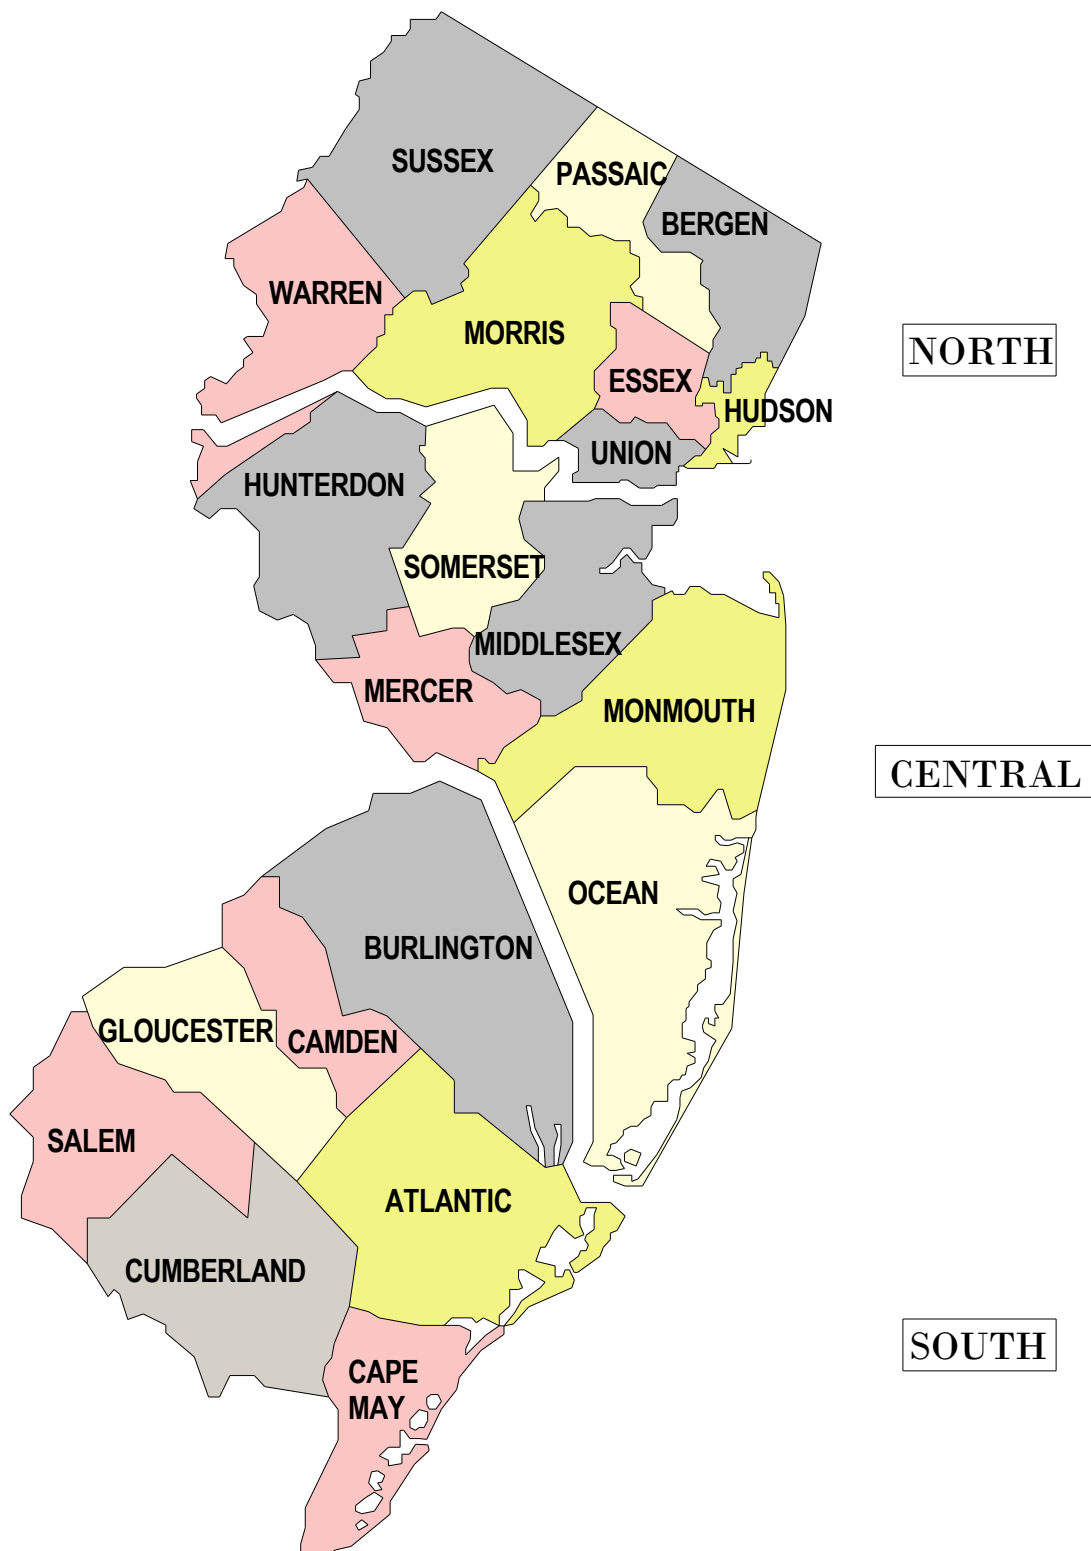 SUSSEX
PASSAIC
BERGEN
WARREN
MORRIS
NORTH
ESSEX
HUDSON
UNION
HUNTERDON
SOMERSET
MIDDLESEX
MERCER
MONMOUTH
CENTRAL
OCEAN
BURLINGTON
GLOUCESTER
CAMDEN
SALEM
ATLANTIC
CUMBERLAND
SOUTH
CAPE
MAY